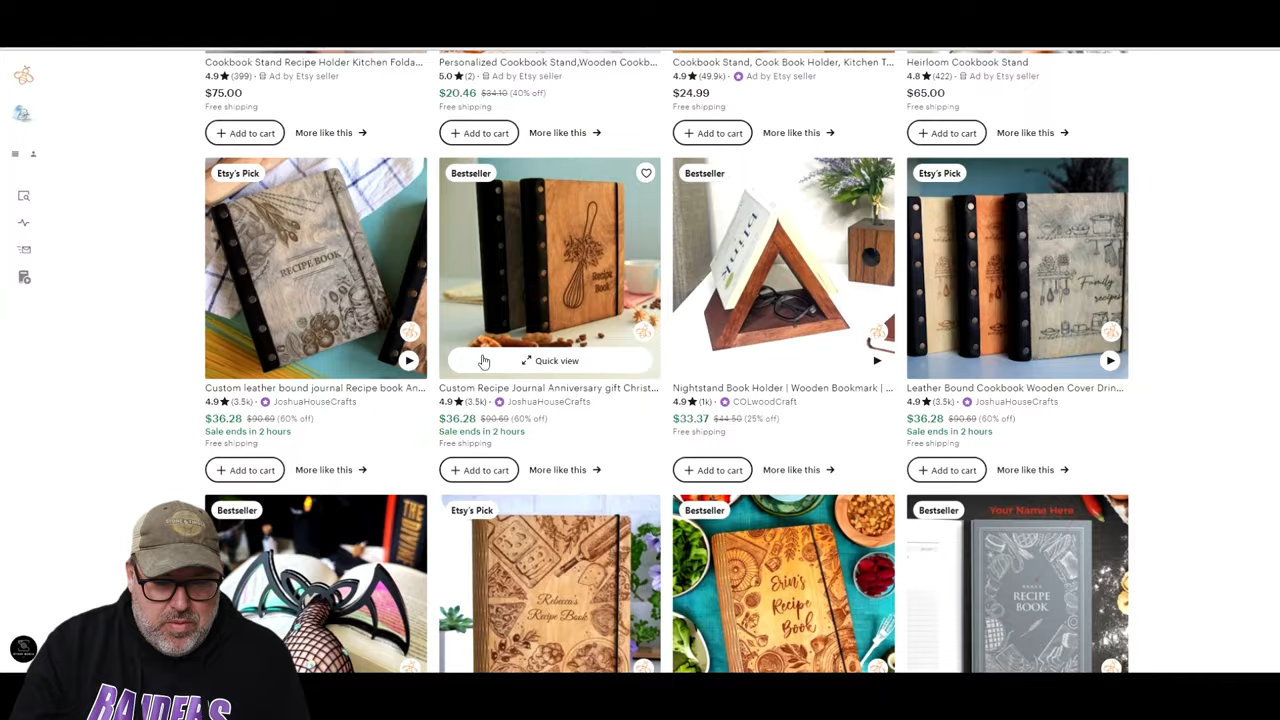 Cookbook Stand Recipe Holder Kitchen Folda...
4.9 ★ (399) · Ad by Etsy seller
$75.00
Free shipping
+ Add to cart
More like this →
Personalized Cookbook Stand,Wooden Cookb...
5.0 ★ (2) · Ad by Etsy seller
$20.46 $34.10 (40% off)
Free shipping
+ Add to cart
More like this →
Cookbook Stand, Cook Book Holder, Kitchen T...
4.9 ★ (49.9k) · Ad by Etsy seller
$24.99
Free shipping
+ Add to cart
More like this →
Heirloom Cookbook Stand
4.8 ★ (422) · Ad by Etsy seller
$65.00
Free shipping
+ Add to cart
More like this →
Etsy's Pick
RECIPE BOOK
Custom leather bound journal Recipe book An...
4.9 ★ (3.5k) · JoshuaHouseCrafts
$36.28 $90.69 (60% off)
Sale ends in 2 hours
Free shipping
+ Add to cart
More like this →
Bestseller
Recipe
Book
Quick view
Custom Recipe Journal Anniversary gift Christ...
4.9 ★ (3.5k) · JoshuaHouseCrafts
$36.28 $90.69 (60% off)
Sale ends in 2 hours
Free shipping
+ Add to cart
More like this →
Bestseller
blink
Nightstand Book Holder | Wooden Bookmark | ...
4.9 ★ (1k) · COLwoodCraft
$33.37 $44.50 (25% off)
Free shipping
+ Add to cart
More like this →
Etsy's Pick
Family
recipes
Leather Bound Cookbook Wooden Cover Drin...
4.9 ★ (3.5k) · JoshuaHouseCrafts
$36.28 $90.69 (60% off)
Sale ends in 2 hours
Free shipping
+ Add to cart
More like this →
Bestseller
Etsy's Pick
Rebecca's
Recipe Book
Bestseller
Erin's
Recipe
Book
Bestseller
Your Name Here
RECIPE
BOOK
RAIDERS